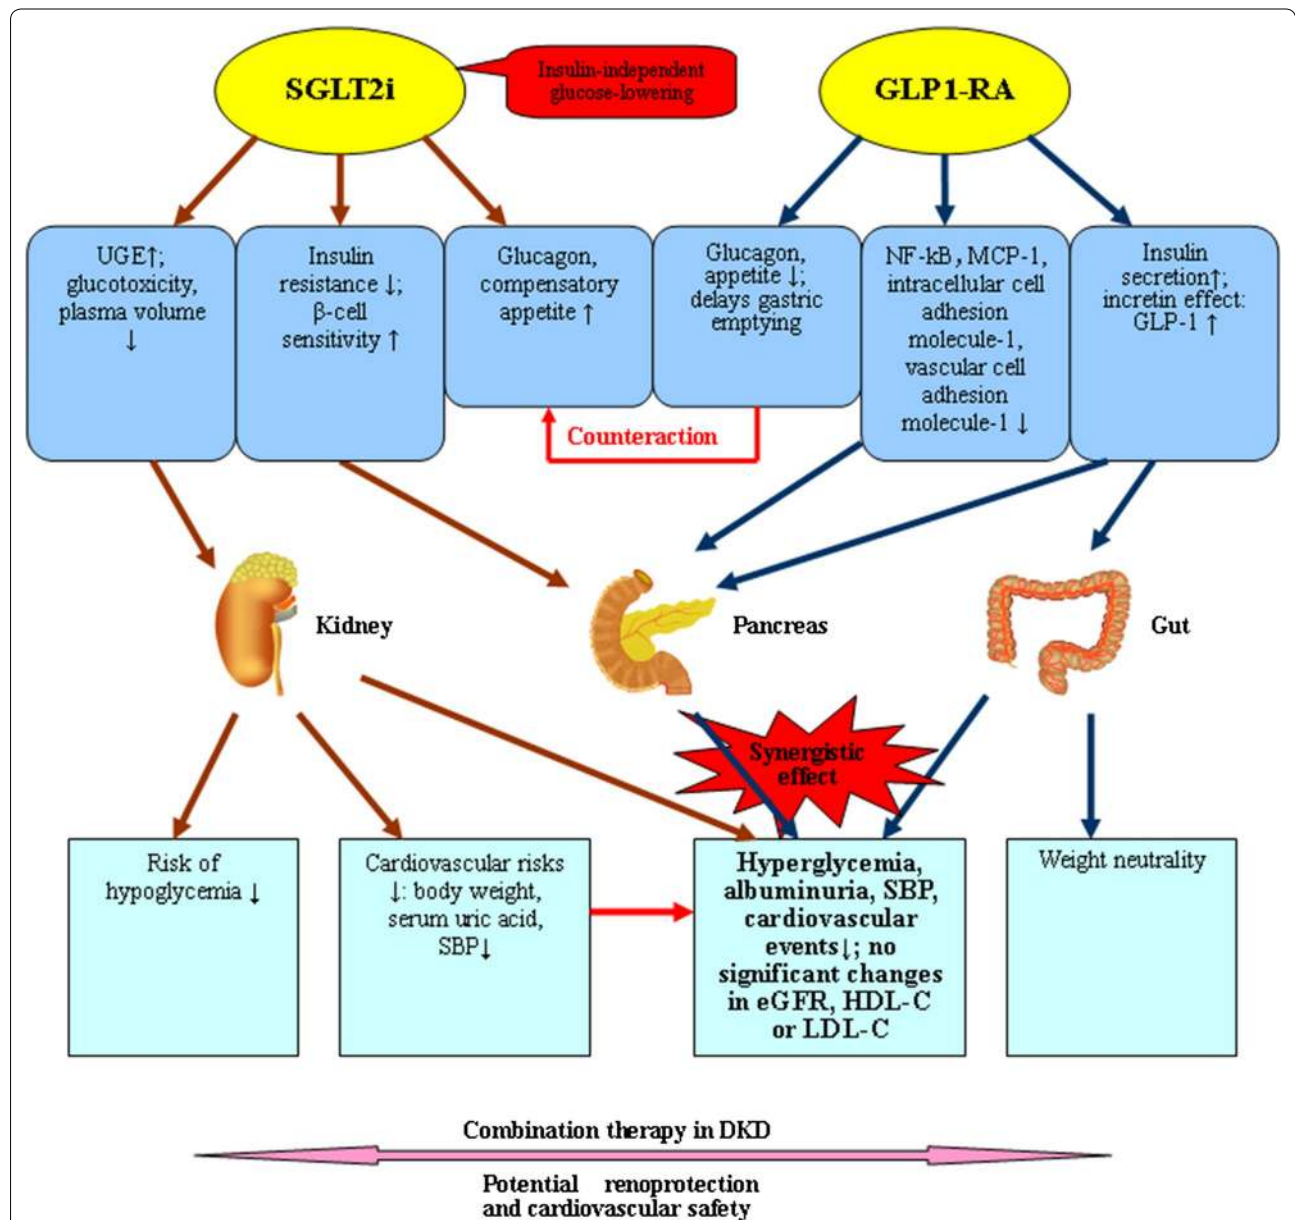 SGLT2i
Insulin-independent
glucose-lowering
GLP1-RA
UGE↑;
glucotoxicity,
plasma volume
↓
Insulin
resistance ↓;
β-cell
sensitivity ↑
Glucagon,
compensatory
appetite ↑
Glucagon,
appetite ↓;
delays gastric
emptying
NF-kB, MCP-1,
intracellular cell
adhesion
molecule-1,
vascular cell
adhesion
molecule-1 ↓
Insulin
secretion↑;
incretin effect:
GLP-1 ↑
Counteraction
Kidney
Pancreas
Gut
Synergistic
effect
Risk of
hypoglycemia ↓
Cardiovascular risks
↓: body weight,
serum uric acid,
SBP↓
Hyperglycemia,
albuminuria, SBP,
cardiovascular
events↓; no
significant changes
in eGFR, HDL-C
or LDL-C
Weight neutrality
Combination therapy in DKD
Potential renoprotection
and cardiovascular safety